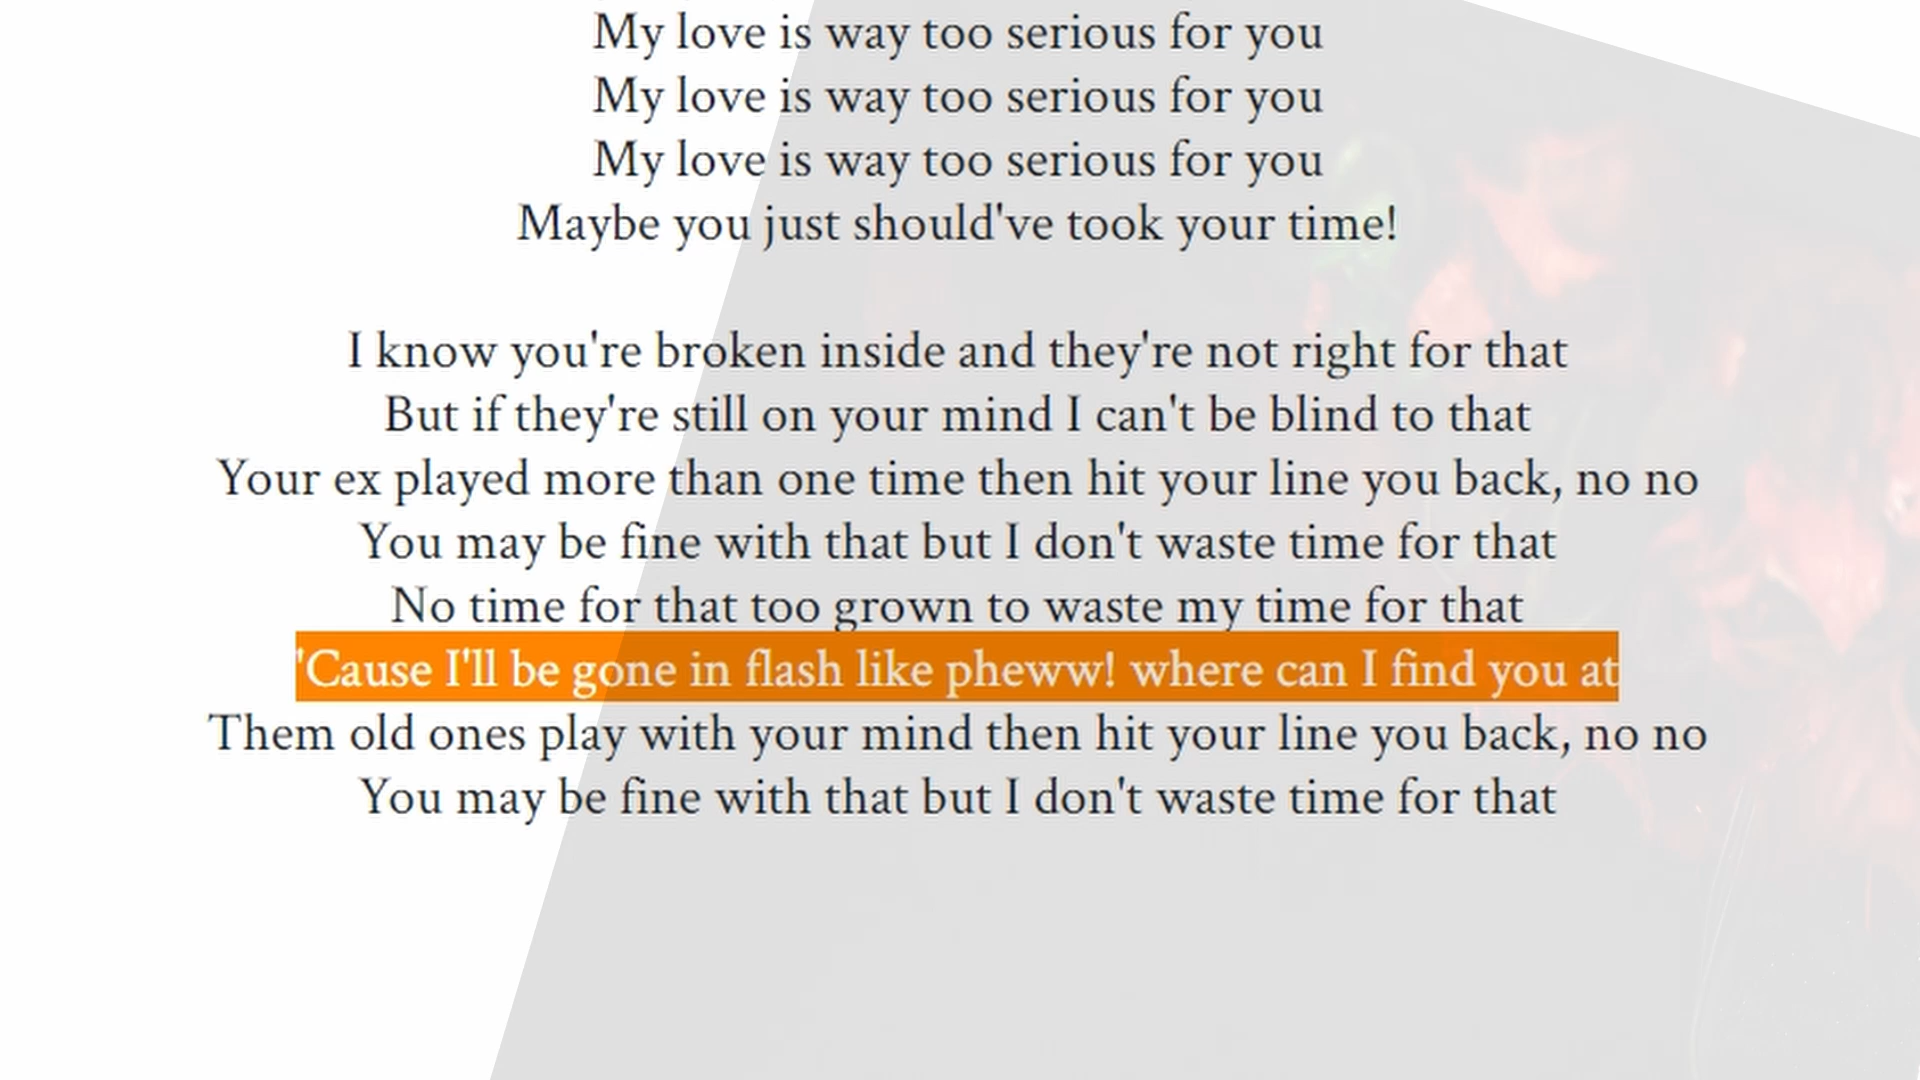 My love is way too serious for you
My love is way too serious for you
My love is way too serious for you
Maybe you just should've took your time!
I know you're broken inside and they're not right for that
But if they're still on your mind I can't be blind to that
Your ex played more than one time then hit your line you back, no no
You may be fine with that but I don't waste time for that
No time for that too grown to waste my time for that
'Cause I'll be gone in flash like pheww! where can I find you at
Them old ones play with your mind then hit your line you back, no no
You may be fine with that but I don't waste time for that